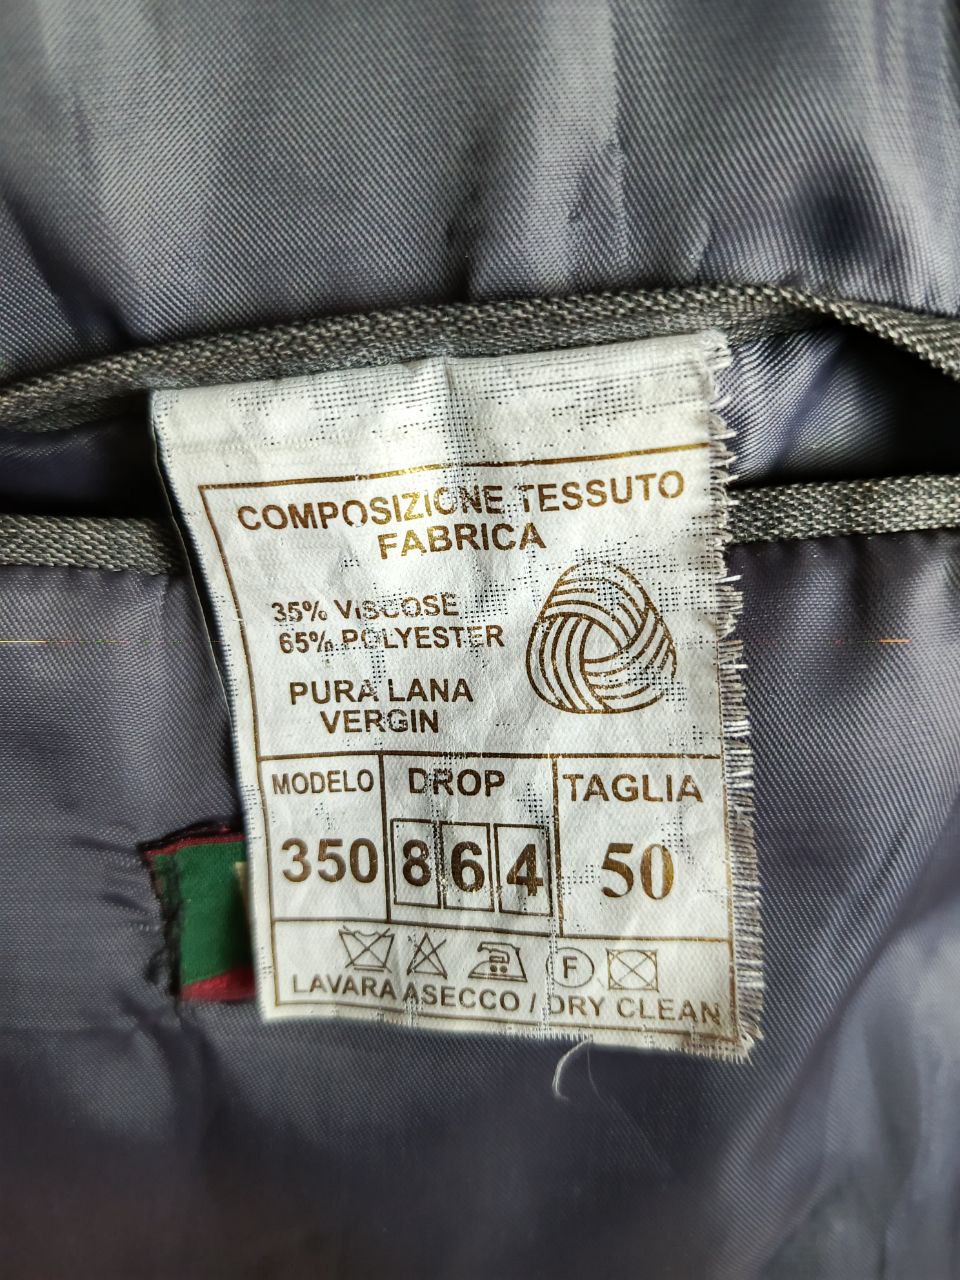 COMPOSIZIONE TESSUTO
FABRICA
35% VISCOSE
65% POLYESTER
PURA LANA
VERGIN
MODELO DROP TAGLIA
350 8 6 4 50
F
LAVARA ASECCO / DRY CLEAN